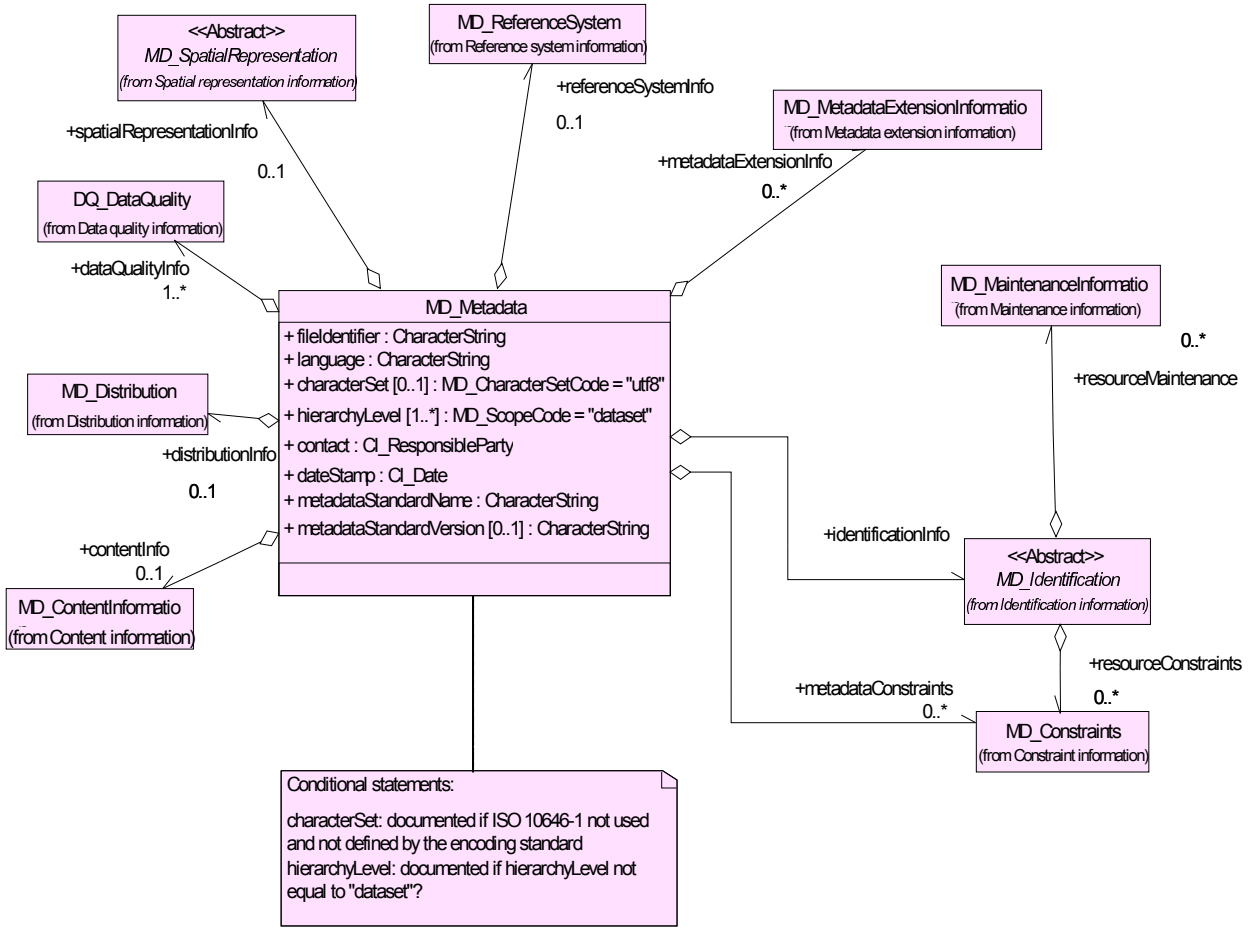 <<Abstract>>
MD_SpatialRepresentation
(from Spatial representation information)
MD_ReferenceSystem
(from Reference system information)
+referenceSystemInfo
0..1
MD_MetadataExtensionInformatio
(from Metadata extension information)
+metadataExtensionInfo
0..*
+spatialRepresentationInfo
0..1
DQ_DataQuality
(from Data quality information)
+dataQualityInfo
1..*
MD_MaintenanceInformatio
(from Maintenance information)
0..*
+resourceMaintenance
MD_Metadata
+ fileIdentifier : CharacterString
+ language : CharacterString
+ characterSet [0..1] : MD_CharacterSetCode = "utf8"
+ hierarchyLevel [1..*] : MD_ScopeCode = "dataset"
+ contact : CI_ResponsibleParty
+ dateStamp : CI_Date
+ metadataStandardName : CharacterString
+ metadataStandardVersion [0..1] : CharacterString
MD_Distribution
(from Distribution information)
+distributionInfo
0..1
+contentInfo
0..1
MD_ContentInformatio
(from Content information)
+identificationInfo
<<Abstract>>
MD_Identification
(from Identification information)
+resourceConstraints
0..*
+metadataConstraints
0..*
MD_Constraints
(from Constraint information)
Conditional statements:
characterSet: documented if ISO 10646-1 not used
and not defined by the encoding standard
hierarchyLevel: documented if hierarchyLevel not
equal to "dataset"?